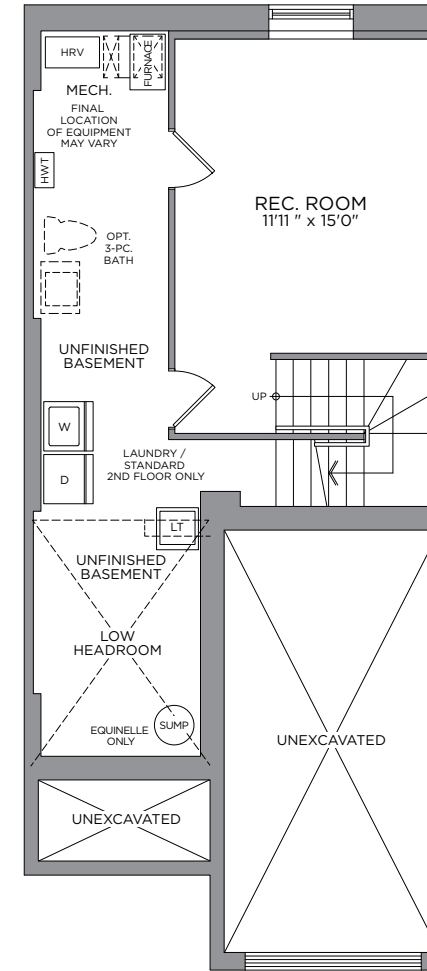 HRV
FURNACE
MECH.
FINAL
LOCATION
OF EQUIPMENT
MAY VARY
HWT
REC. ROOM
11'11 " x 15'0"
OPT.
3-PC.
BATH
UNFINISHED
BASEMENT
UP
W
LAUNDRY /
STANDARD
2ND FLOOR ONLY
D
LT
UNFINISHED
BASEMENT
LOW
HEADROOM
EQUINELLE
ONLY
SUMP
UNEXCAVATED
UNEXCAVATED